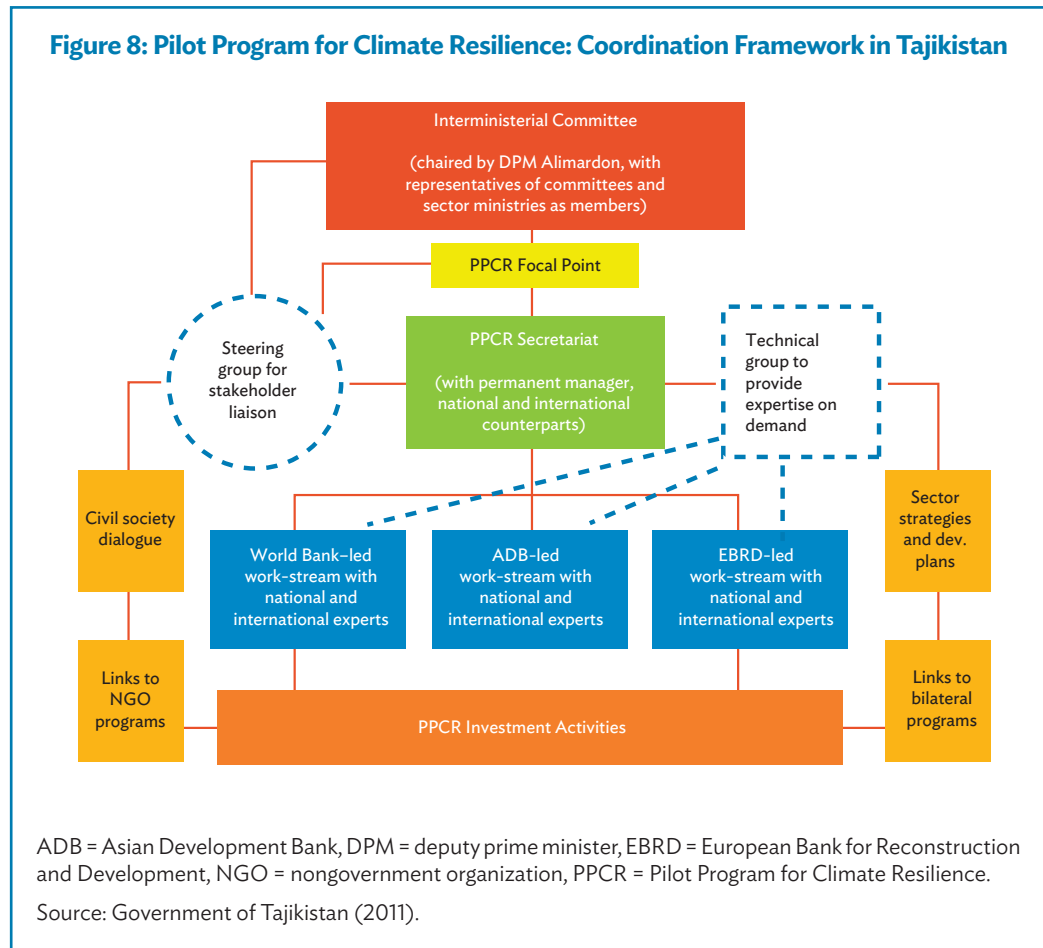 Figure 8: Pilot Program for Climate Resilience: Coordination Framework in Tajikistan
Interministerial Committee
(chaired by DPM Alimardon, with
representatives of committees and
sector ministries as members)
PPCR Focal Point
Steering
group for
stakeholder
liaison
PPCR Secretariat
(with permanent manager,
national and international
counterparts)
Technical
group to
provide
expertise on
demand
Civil society
dialogue
World Bank–led
work-stream with
national and
international experts
ADB-led
work-stream with
national and
international experts
EBRD-led
work-stream with
national and
international experts
Sector
strategies
and dev.
plans
Links to
NGO
programs
PPCR Investment Activities
Links to
bilateral
programs
ADB = Asian Development Bank, DPM = deputy prime minister, EBRD = European Bank for Reconstruction
and Development, NGO = nongovernment organization, PPCR = Pilot Program for Climate Resilience.
Source: Government of Tajikistan (2011).